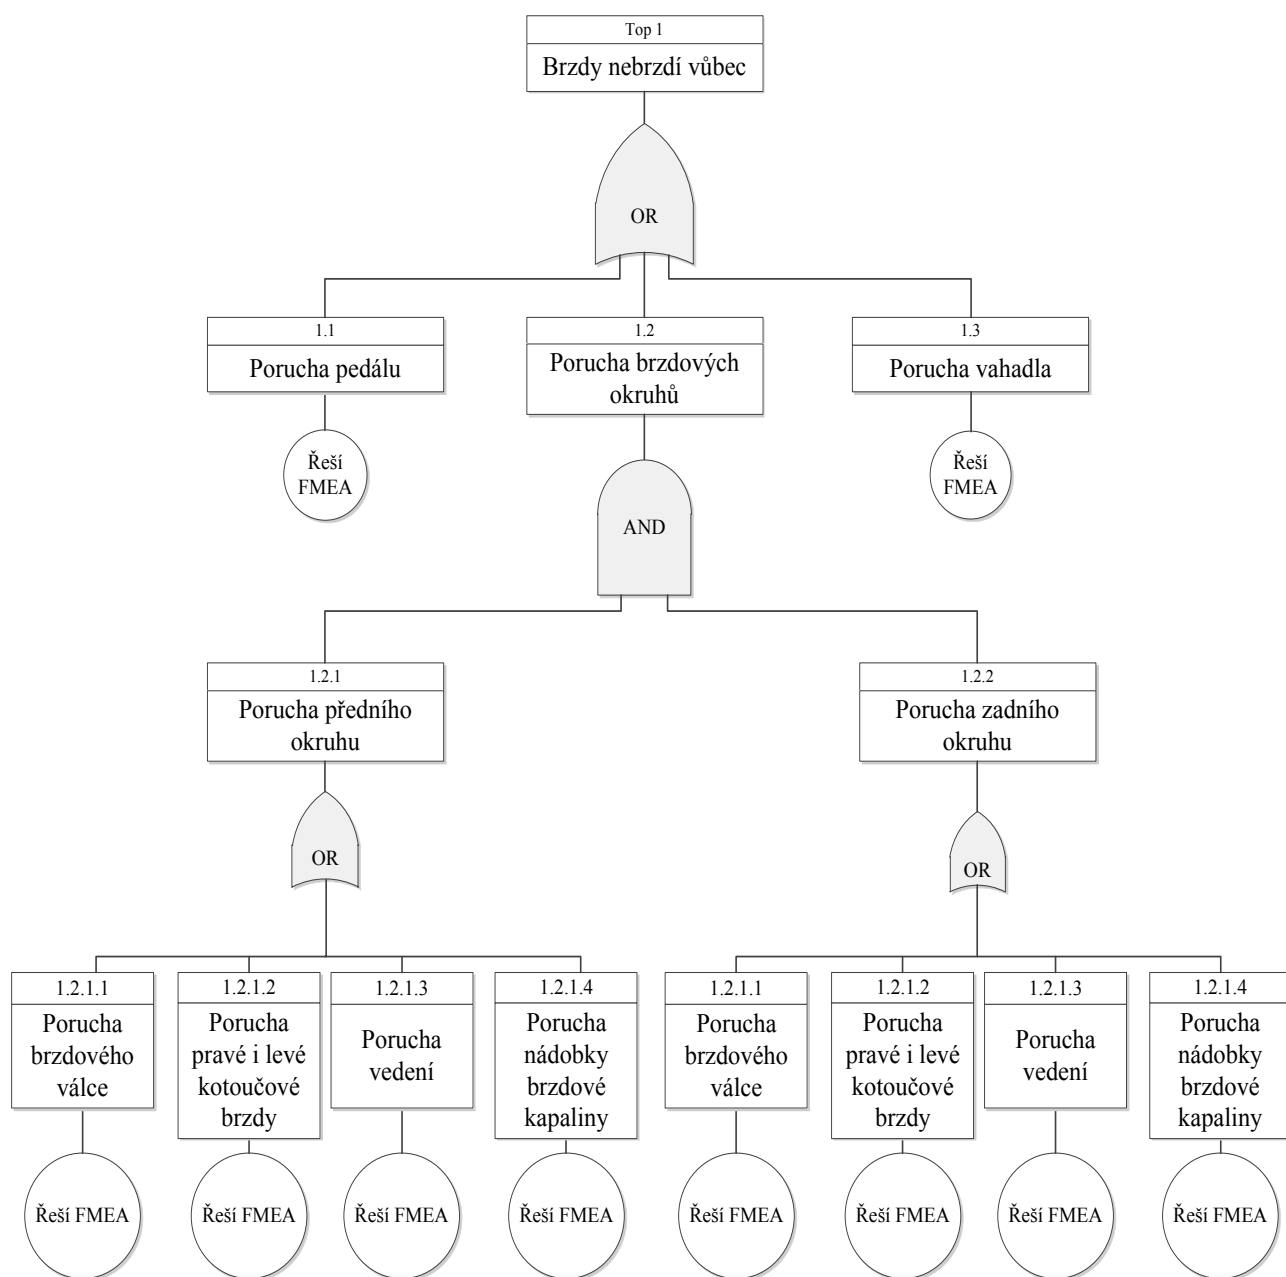 Top 1
Brzdy nebrzdí vůbec
OR
1.1
Porucha pedálu
1.2
Porucha brzdových
okruhů
1.3
Porucha vahadla
Řeší
FMEA
Řeší
FMEA
AND
1.2.1
Porucha předního
okruhu
1.2.2
Porucha zadního
okruhu
OR
OR
1.2.1.1
Porucha
brzdového
válce
1.2.1.2
Porucha
pravé i levé
kotoučové
brzdy
1.2.1.3
Porucha
vedení
1.2.1.4
Porucha
nádobky
brzdové
kapaliny
1.2.1.1
Porucha
brzdového
válce
1.2.1.2
Porucha
pravé i levé
kotoučové
brzdy
1.2.1.3
Porucha
vedení
1.2.1.4
Porucha
nádobky
brzdové
kapaliny
Řeší FMEA
Řeší FMEA
Řeší FMEA
Řeší FMEA
Řeší FMEA
Řeší FMEA
Řeší FMEA
Řeší FMEA